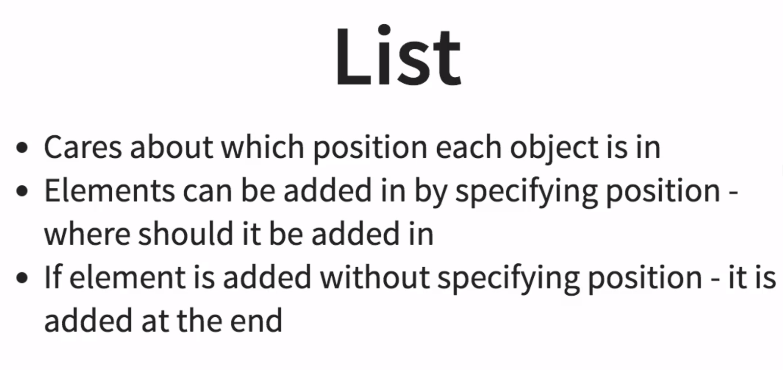 List
• Cares about which position each object is in
• Elements can be added in by specifying position -
where should it be added in
• If element is added without specifying position - it is
added at the end